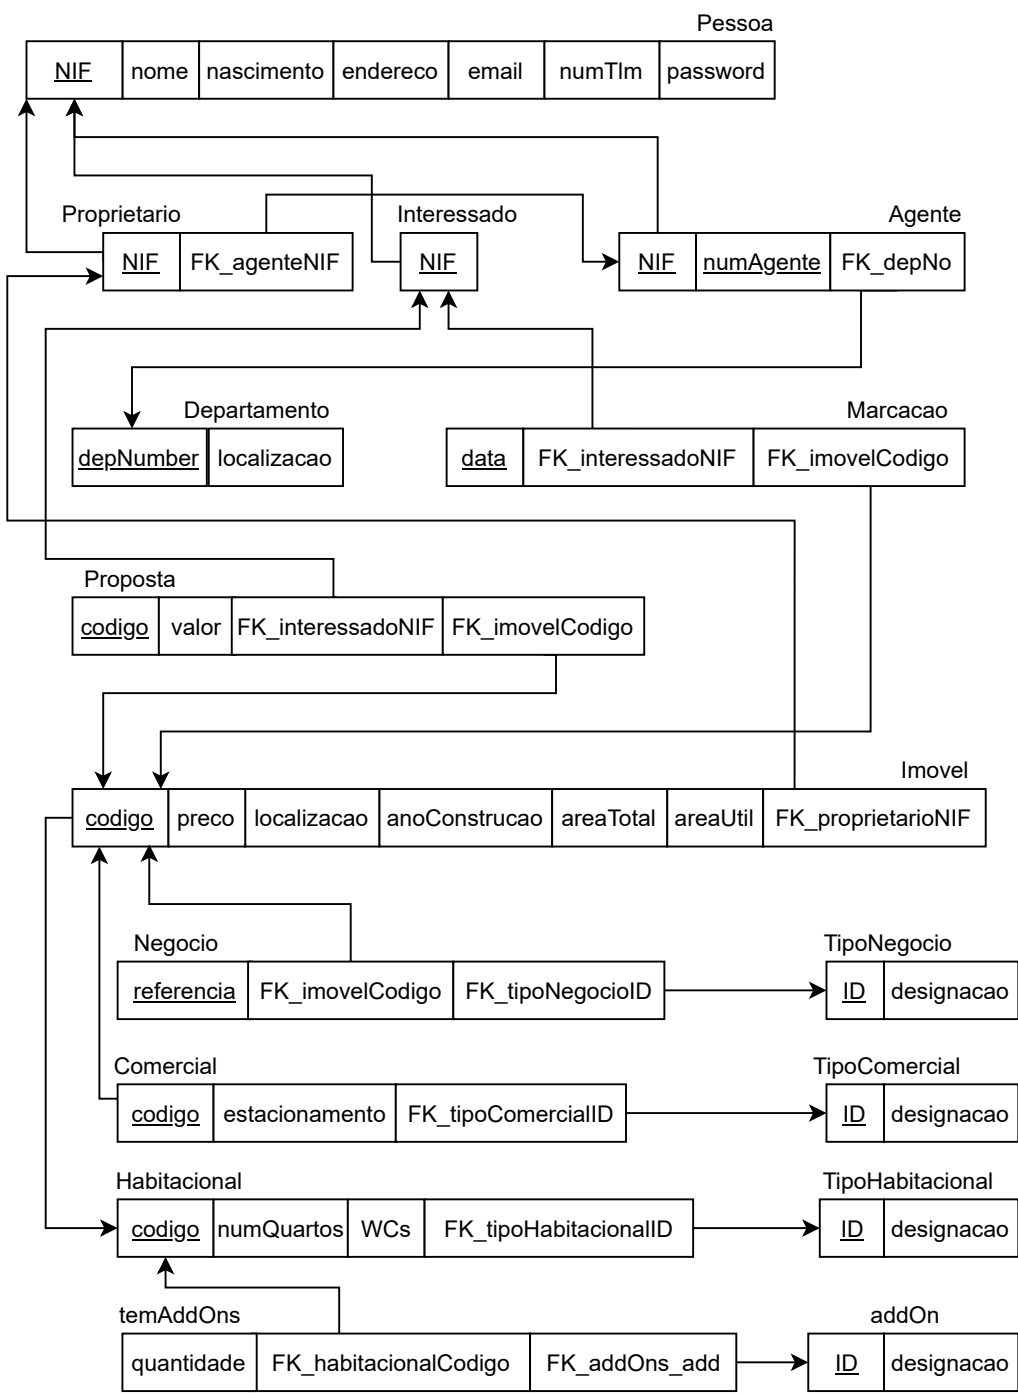 Pessoa
NIF nome nascimento endereco email numTlm password
Proprietario Interessado Agente
NIF FK_agenteNIF NIF NIF numAgente FK_depNo
Departamento Marcacao
depNumber localizacao data FK_interessadoNIF FK_imovelCodigo
Proposta
codigo valor FK_interessadoNIF FK_imovelCodigo
Imovel
codigo preco localizacao anoConstrucao areaTotal areaUtil FK_proprietarioNIF
Negocio TipoNegocio
referencia FK_imovelCodigo FK_tipoNegocioID ID designacao
Comercial TipoComercial
codigo estacionamento FK_tipoComercialID ID designacao
Habitacional TipoHabitacional
codigo numQuartos WCs FK_tipoHabitacionalID ID designacao
temAddOns addOn
quantidade FK_habitacionalCodigo FK_addOns_add ID designacao